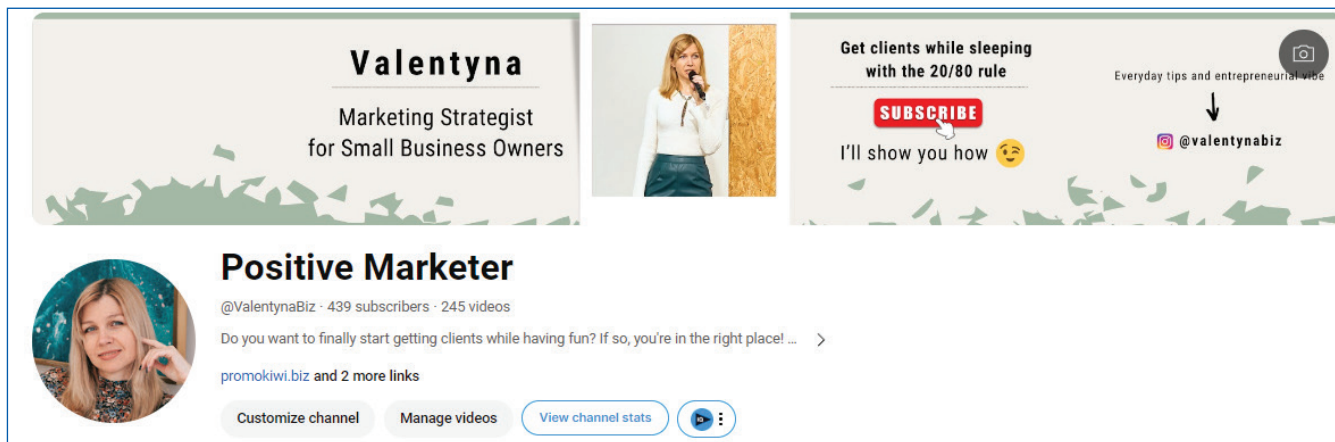 Valentyna
Marketing Strategist
for Small Business Owners
Get clients while sleeping
with the 20/80 rule
SUBSCRIBE
I'll show you how
Everyday tips and entrepreneurial vibe
@valentynabiz
Positive Marketer
@ValentynaBiz · 439 subscribers · 245 videos
Do you want to finally start getting clients while having fun? If so, you're in the right place! ...
promokiwi.biz and 2 more links
Customize channel Manage videos View channel stats